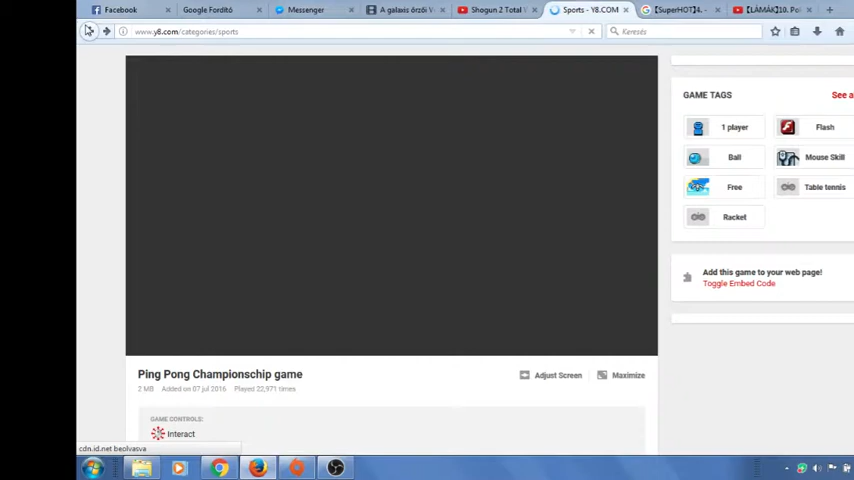 Facebook
Google Fordító
Messenger
A galaxis őrzői V
Shogun 2 Total W
Sports - Y8.COM
【SuperHOT】4.
【LÁMÁK】10. Po
www.y8.com/categories/sports
Keresés
GAME TAGS
See a
1 player
Flash
Ball
Mouse Skill
Free
Table tennis
Racket
Add this game to your web page!
Toggle Embed Code
Ping Pong Championschip game
Adjust Screen
Maximize
2 MB Added on 07 jul 2016 Played 22,971 times
GAME CONTROLS:
Interact
cdn.id.net beolvasva